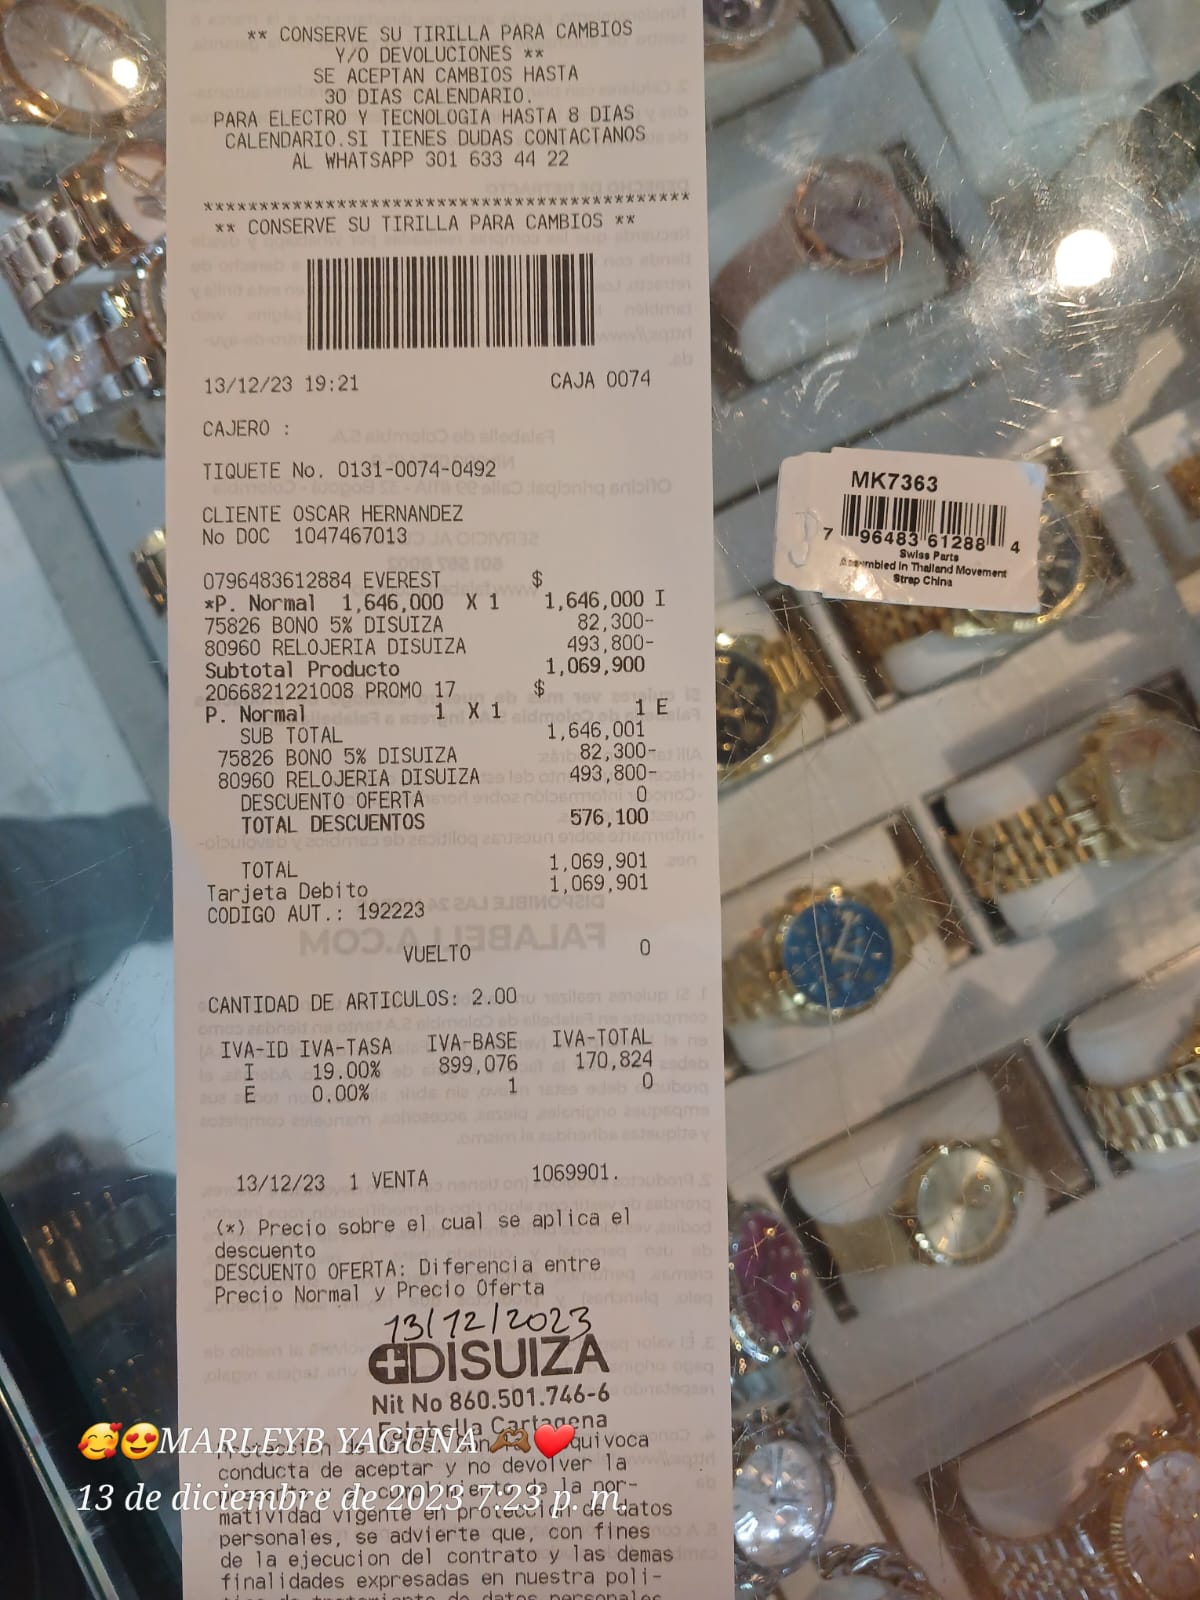 ** CONSERVE SU TIRILLA PARA CAMBIOS
Y/O DEVOLUCIONES **
SE ACEPTAN CAMBIOS HASTA
30 DIAS CALENDARIO.
PARA ELECTRO Y TECNOLOGIA HASTA 8 DIAS
CALENDARIO.SI TIENES DUDAS CONTACTANOS
AL WHATSAPP 301 633 44 22
*******************************************
** CONSERVE SU TIRILLA PARA CAMBIOS **
13/12/23 19:21 CAJA 0074
CAJERO :
TIQUETE No. 0131-0074-0492
CLIENTE OSCAR HERNANDEZ
No DOC 1047467013
0796483612884 EVEREST $
*P. Normal 1,646,000 X 1 1,646,000 I
75826 BONO 5% DISUIZA 82,300-
80960 RELOJERIA DISUIZA 493,800-
Subtotal Producto 1,069,900
2066821221008 PROMO 17 $
P. Normal 1 X 1 1 E
SUB TOTAL 1,646,001
75826 BONO 5% DISUIZA 82,300-
80960 RELOJERIA DISUIZA 493,800-
DESCUENTO OFERTA 0
TOTAL DESCUENTOS 576,100
TOTAL 1,069,901
Tarjeta Debito 1,069,901
CODIGO AUT.: 192223
VUELTO 0
CANTIDAD DE ARTICULOS: 2.00
IVA-ID IVA-TASA IVA-BASE IVA-TOTAL
I 19.00% 899,076 170,824
E 0.00% 1 0
13/12/23 1 VENTA 1069901.
(*) Precio sobre el cual se aplica el
descuento
DESCUENTO OFERTA: Diferencia entre
Precio Normal y Precio Oferta
13/12/2023
DISUIZA
Nit No 860.501.746-6
Falabella Cartagena
conducta de aceptar y no devolver la
matividad vigente en proteccion de datos
personales, se advierte que, con fines
de la ejecucion del contrato y las demas
finalidades expresadas en nuestra poli-
MK7363
7 96483 61288 4
Swiss Parts
Assembled in Thailand Movement
Strap China
🥰😍MARLEYB YAGUNA 🫶🏾❤️
13 de diciembre de 2023 7:23 p. m.